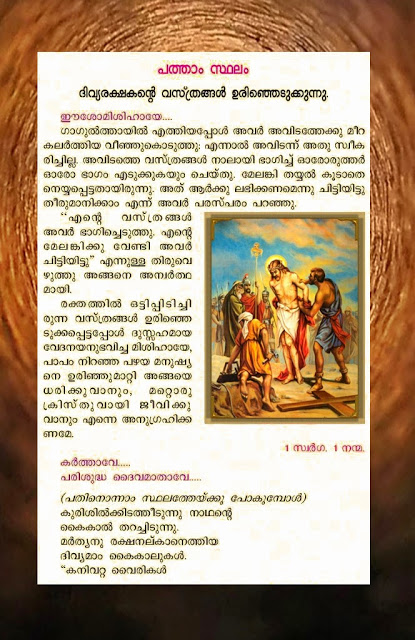 പത്താം സ്ഥലം
ദിവ്യരക്ഷകന്റെ വസ്ത്രങ്ങൾ ഉരിഞ്ഞെടുക്കുന്നു.
ഈശോമിശിഹായേ....
ഗാഗുൽത്തായിൽ എത്തിയപ്പോൾ അവർ അവിടത്തേക്കു മീറ
കലർത്തിയ വീഞ്ഞുകൊടുത്തു: എന്നാൽ അവിടന്ന് അതു സ്വീക
രിച്ചില്ല. അവിടത്തെ വസ്ത്രങ്ങൾ നാലായി ഭാഗിച്ച് ഓരോരുത്തർ
ഓരോ ഭാഗം എടുക്കുകയും ചെയ്തു. മേലങ്കി തയ്യൽ കൂടാതെ
നെയ്യപ്പെട്ടതായിരുന്നു. അത് ആർക്കു ലഭിക്കണമെന്നു ചിട്ടിയിട്ടു
തീരുമാനിക്കാം എന്ന് അവർ പരസ്പരം പറഞ്ഞു.
“എന്റെ വസ്ത്രങ്ങൾ
അവർ ഭാഗിച്ചെടുത്തു. എന്റെ
മേലങ്കിക്കു വേണ്ടി അവർ
ചിട്ടിയിട്ടു” എന്നുള്ള തിരുവെ
ഴുത്തു അങ്ങനെ അന്വർത്ഥ
മായി.
രക്തത്തിൽ ഒട്ടിപ്പിടിച്ചി
രുന്ന വസ്ത്രങ്ങൾ ഉരിഞ്ഞെ
ടുക്കപ്പെട്ടപ്പോൾ ദുസ്സഹമായ
വേദനയനുഭവിച്ച മിശിഹായേ,
പാപം നിറഞ്ഞ പഴയ മനുഷ്യ
നെ ഉരിഞ്ഞുമാറ്റി അങ്ങയെ
ധരിക്കുവാനും, മറ്റൊരു
ക്രിസ്തുവായി ജീവിക്കു
വാനും എന്നെ അനുഗ്രഹിക്ക
ണമേ.
1 സ്വർഗ. 1 നന്മ.
കർത്താവേ.....
പരിശുദ്ധ ദൈവമാതാവേ.....
(പതിനൊന്നാം സ്ഥലത്തേയ്ക്കു പോകുമ്പോൾ)
കുരിശിൽക്കിടത്തീടുന്നു നാഥന്റെ
കൈകാൽ തറച്ചിടുന്നു.
മർത്യനു രക്ഷനല്കാനെത്തിയ
ദിവ്യമാം കൈകാലുകൾ.
“കനിവറ്റ വൈരികൾ